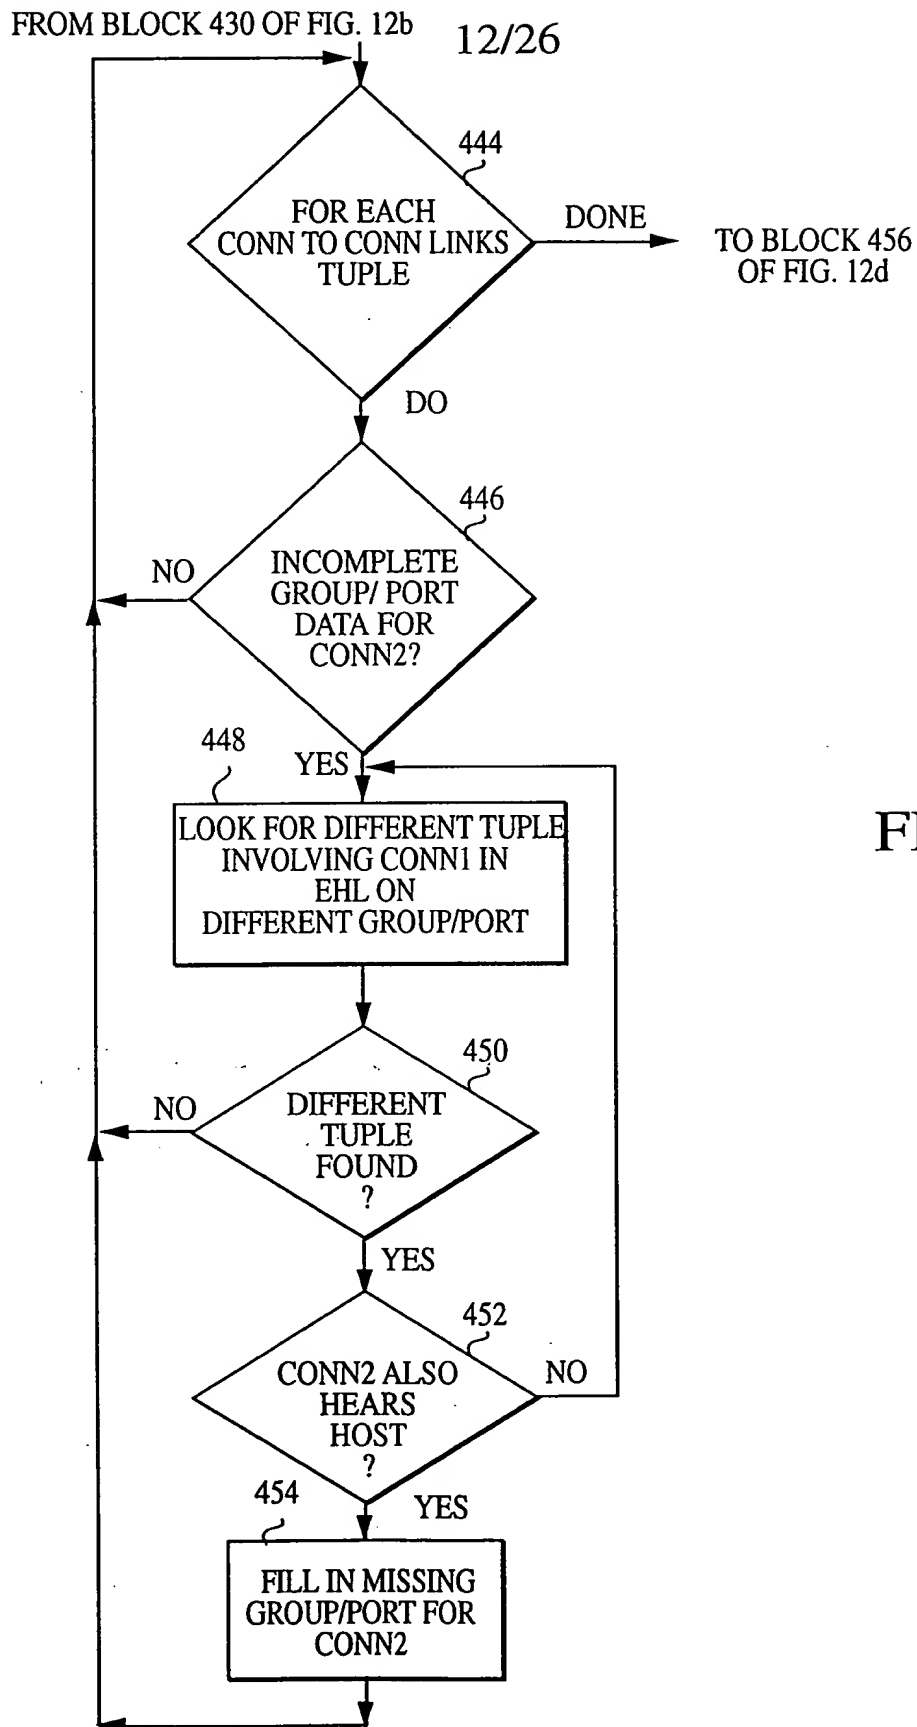 FROM BLOCK 430 OF FIG. 12b
12/26
444
FOR EACH
CONN TO CONN LINKS
TUPLE
DONE
TO BLOCK 456
OF FIG. 12d
DO
446
INCOMPLETE
GROUP/ PORT
DATA FOR
CONN2?
NO
YES
448
LOOK FOR DIFFERENT TUPLE
INVOLVING CONN1 IN
EHL ON
DIFFERENT GROUP/PORT
450
DIFFERENT
TUPLE
FOUND
?
NO
YES
452
CONN2 ALSO
HEARS
HOST
?
NO
YES
454
FILL IN MISSING
GROUP/PORT FOR
CONN2